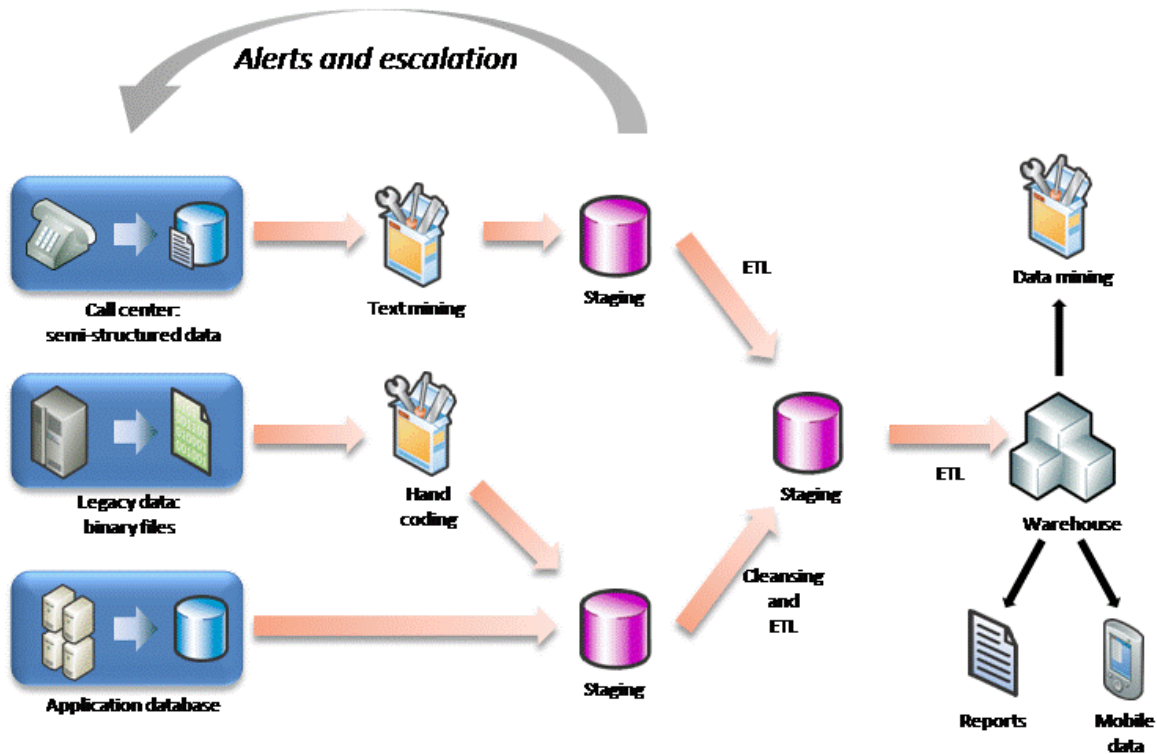 Alerts and escalation
Call center:
semi-structured data
Text mining
Staging
ETL
Data mining
Legacy data:
binary files
Hand
coding
Staging
ETL
Warehouse
Application database
Staging
Cleansing
and
ETL
Reports
Mobile
data